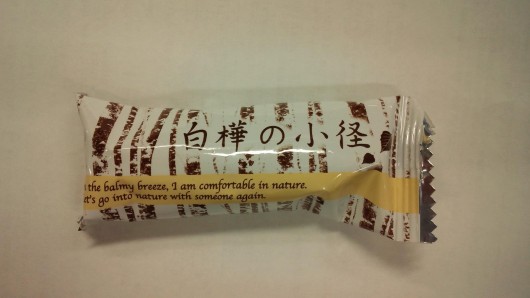 白樺の小径
the balmy breeze, I am comfortable in nature.
t's go into nature with someone again.